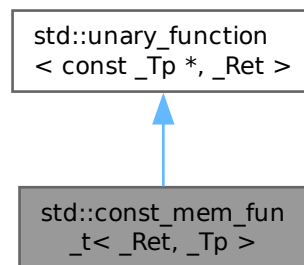 std::unary_function
< const _Tp *, _Ret >
std::const_mem_fun
_t< _Ret, _Tp >